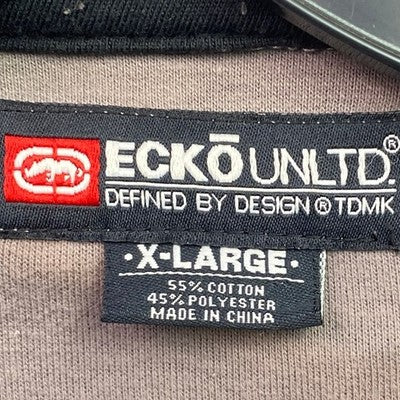 ECKŌ UNLTD.®
DEFINED BY DESIGN ® TDMK
· X-LARGE ·
55% COTTON
45% POLYESTER
MADE IN CHINA